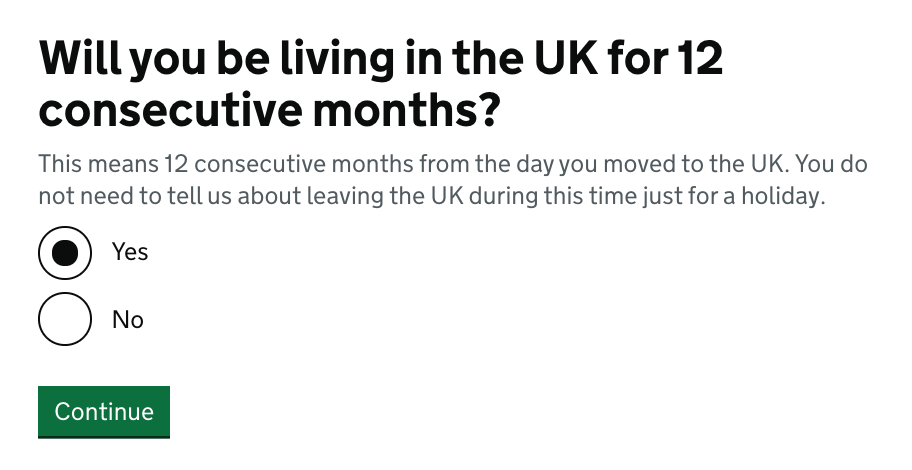 Will you be living in the UK for 12
consecutive months?
This means 12 consecutive months from the day you moved to the UK. You do
not need to tell us about leaving the UK during this time just for a holiday.
Yes
No
Continue